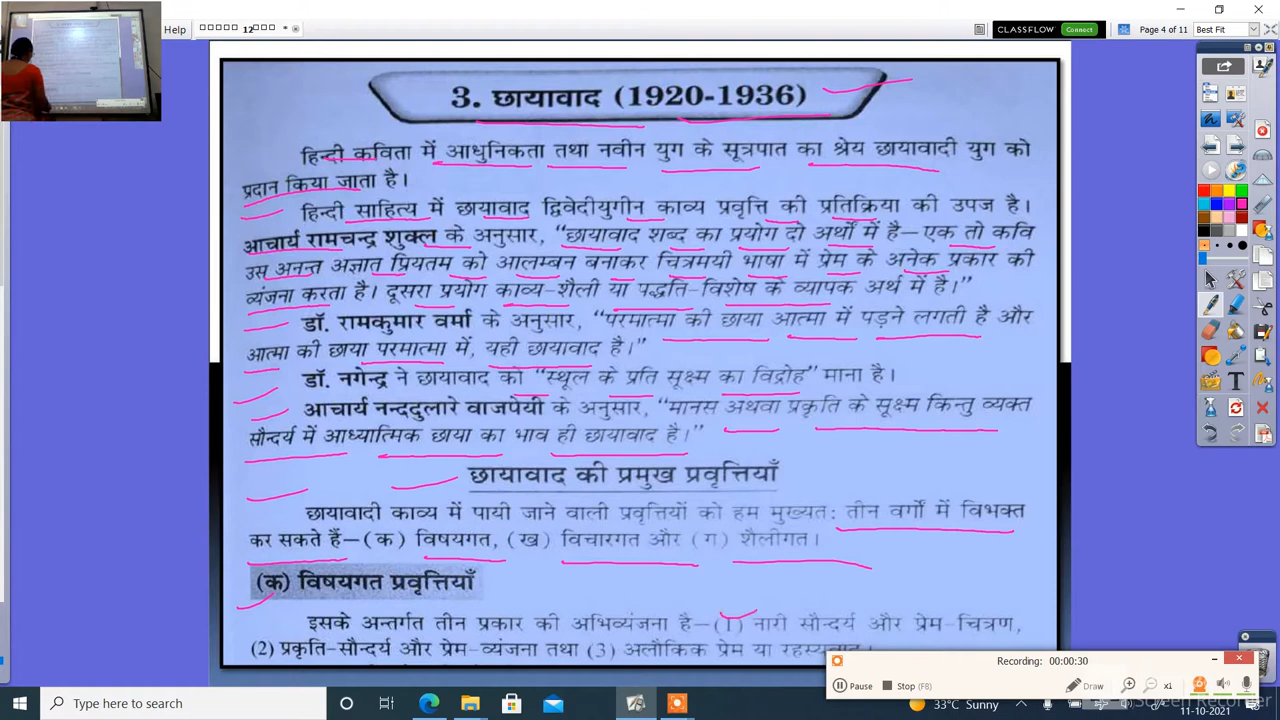 Help
12
CLASSFLOW
Connect
Page 4 of 11
Best Fit
3. छायावाद (1920-1936)
हिन्दी कविता में आधुनिकता तथा नवीन युग के सूत्रपात का श्रेय छायावादी युग को
प्रदान किया जाता है।
हिन्दी साहित्य में छायावाद द्विवेदीयुगीन काव्य प्रवृत्ति की प्रतिक्रिया की उपज है।
आचार्य रामचन्द्र शुक्ल के अनुसार, “छायावाद शब्द का प्रयोग दो अर्थों में है—एक तो कवि
उस अनन्त अज्ञात प्रियतम को आलम्बन बनाकर चित्रमयी भाषा में प्रेम के अनेक प्रकार की
व्यंजना करता है। दूसरा प्रयोग काव्य-शैली या पद्धति-विशेष के व्यापक अर्थ में है।”
डॉ. रामकुमार वर्मा के अनुसार, “परमात्मा की छाया आत्मा में पड़ने लगती है और
आत्मा की छाया परमात्मा में, यही छायावाद है।”
डॉ. नगेन्द्र ने छायावाद को “स्थूल के प्रति सूक्ष्म का विद्रोह” माना है।
आचार्य नन्ददुलारे वाजपेयी के अनुसार, “मानस अथवा प्रकृति के सूक्ष्म किन्तु व्यक्त
सौन्दर्य में आध्यात्मिक छाया का भाव ही छायावाद है।”
छायावाद की प्रमुख प्रवृत्तियाँ
छायावादी काव्य में पायी जाने वाली प्रवृत्तियों को हम मुख्यत: तीन वर्गों में विभक्त
कर सकते हैं—(क) विषयगत, (ख) विचारगत और (ग) शैलीगत।
(क) विषयगत प्रवृत्तियाँ
इसके अन्तर्गत तीन प्रकार की अभिव्यंजना है—(1) नारी सौन्दर्य और प्रेम-चित्रण,
(2) प्रकृति-सौन्दर्य और प्रेम-व्यंजना तथा (3) अलौकिक प्रेम या रहस्यवाद।
Recording: 00:00:30
Pause
Stop (F8)
Draw
x1
Screen Recorder
Type here to search
33°C Sunny
11-10-2021